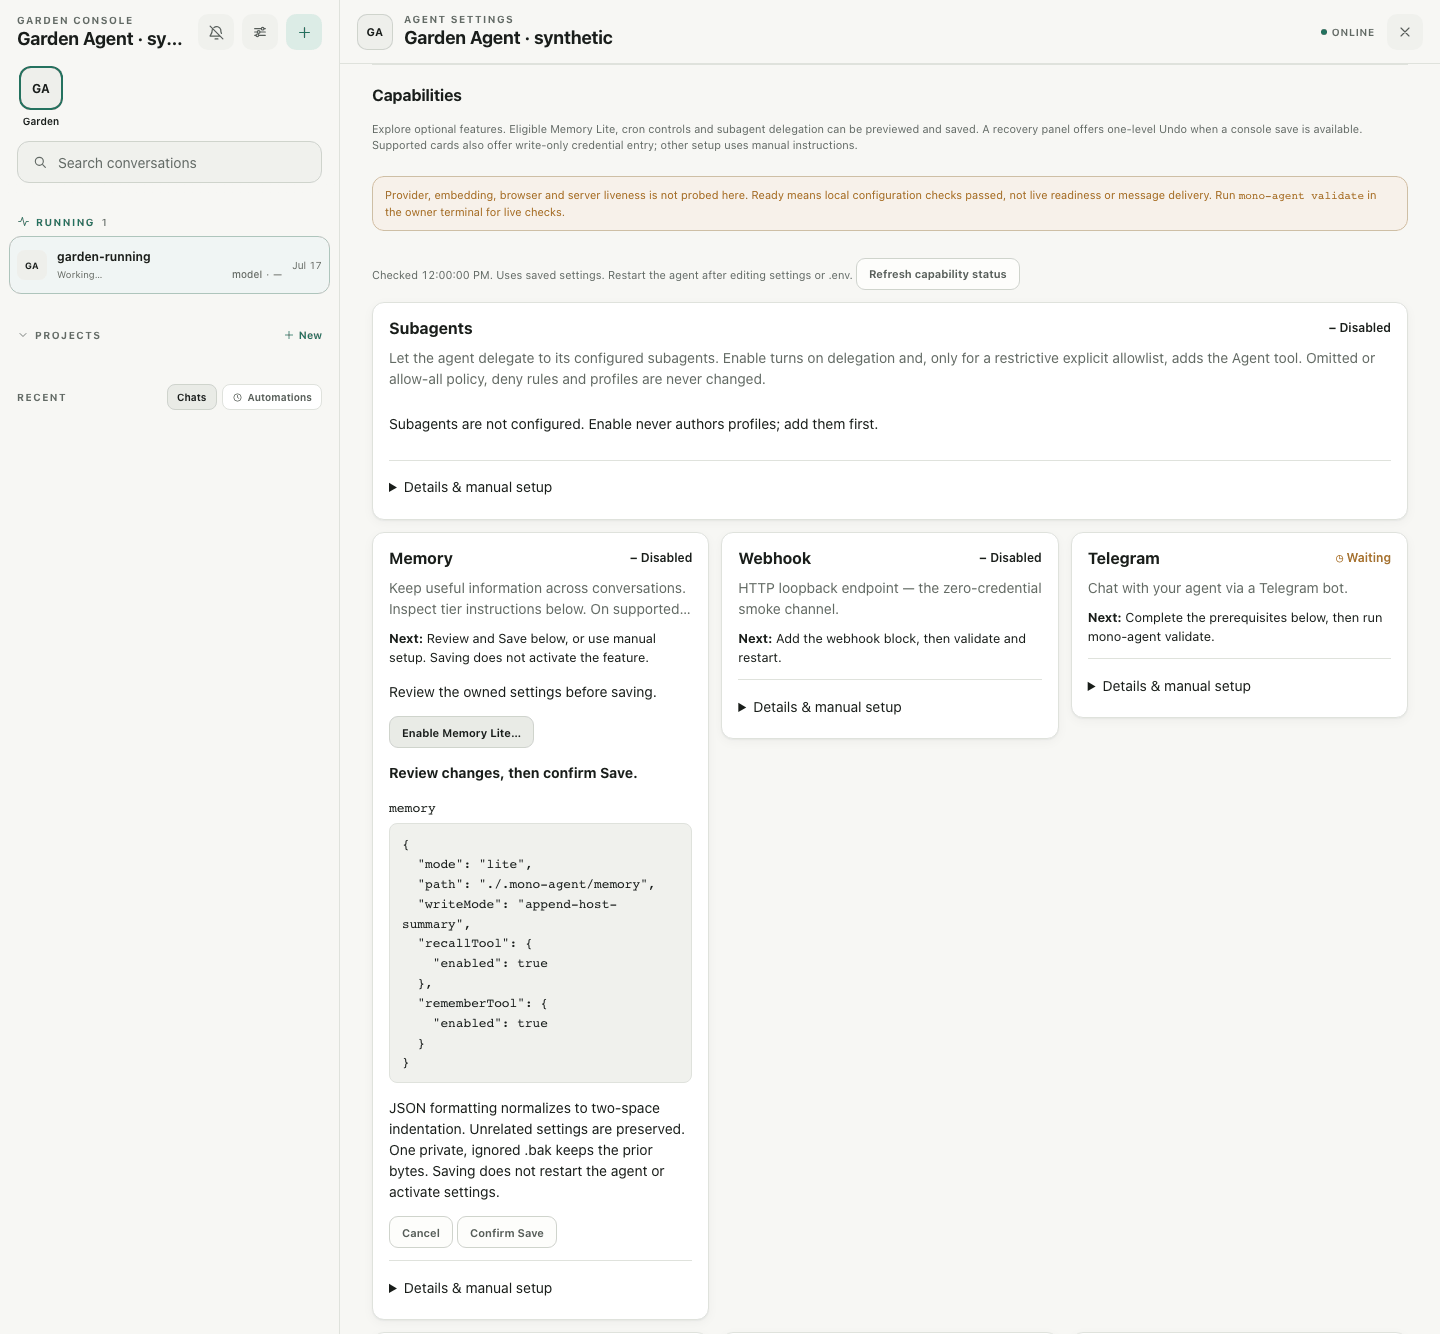 GARDEN CONSOLE
Garden Agent · sy...
GA
Garden
Search conversations
RUNNING 1
GA
garden-running
Working...
model · —
Jul 17
PROJECTS
+ New
RECENT
Chats
Automations
GA
AGENT SETTINGS
Garden Agent · synthetic
ONLINE
Capabilities
Explore optional features. Eligible Memory Lite, cron controls and subagent delegation can be previewed and saved. A recovery panel offers one-level Undo when a console save is available.
Supported cards also offer write-only credential entry; other setup uses manual instructions.
Provider, embedding, browser and server liveness is not probed here. Ready means local configuration checks passed, not live readiness or message delivery. Run mono-agent validate in
the owner terminal for live checks.
Checked 12:00:00 PM. Uses saved settings. Restart the agent after editing settings or .env.
Refresh capability status
Subagents
– Disabled
Let the agent delegate to its configured subagents. Enable turns on delegation and, only for a restrictive explicit allowlist, adds the Agent tool. Omitted or
allow-all policy, deny rules and profiles are never changed.
Subagents are not configured. Enable never authors profiles; add them first.
Details & manual setup
Memory
– Disabled
Keep useful information across conversations.
Inspect tier instructions below. On supported...
Next: Review and Save below, or use manual
setup. Saving does not activate the feature.
Review the owned settings before saving.
Enable Memory Lite...
Review changes, then confirm Save.
memory
{
"mode": "lite",
"path": "./.mono-agent/memory",
"writeMode": "append-host-
summary",
"recallTool": {
"enabled": true
},
"rememberTool": {
"enabled": true
}
}
JSON formatting normalizes to two-space
indentation. Unrelated settings are preserved.
One private, ignored .bak keeps the prior
bytes. Saving does not restart the agent or
activate settings.
Cancel
Confirm Save
Details & manual setup
Webhook
– Disabled
HTTP loopback endpoint — the zero-credential
smoke channel.
Next: Add the webhook block, then validate and
restart.
Details & manual setup
Telegram
Waiting
Chat with your agent via a Telegram bot.
Next: Complete the prerequisites below, then run
mono-agent validate.
Details & manual setup